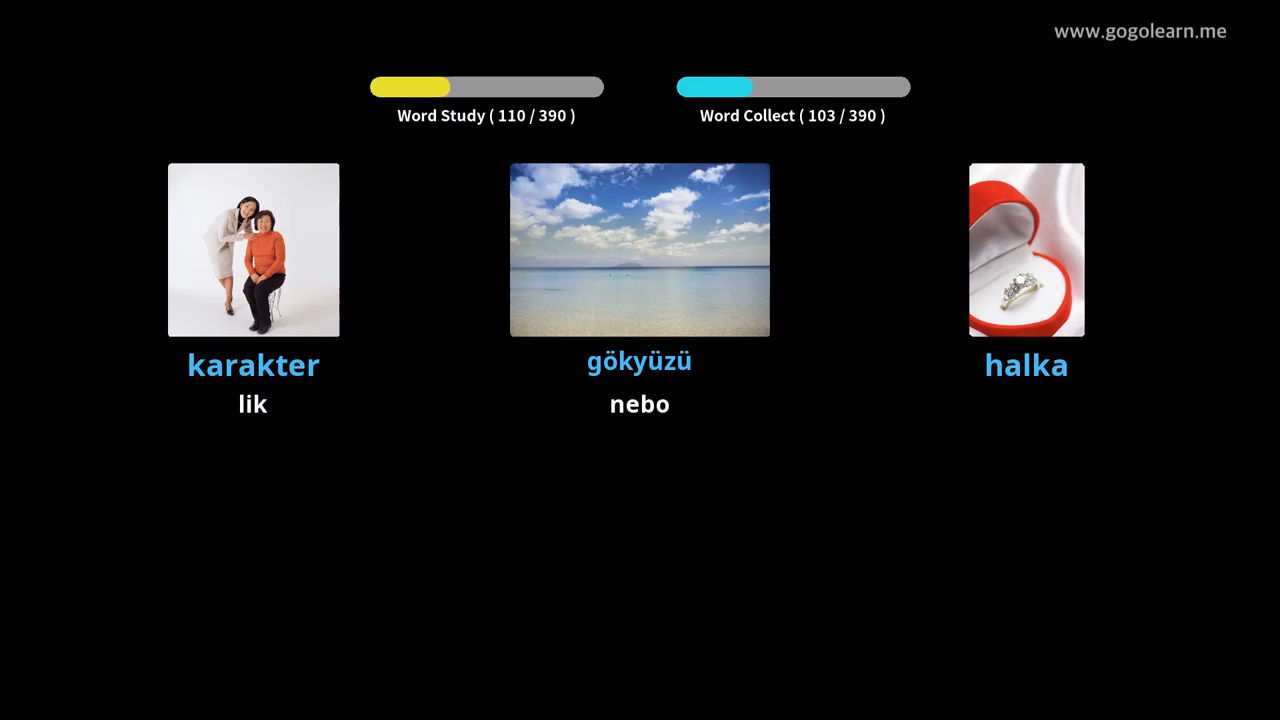 www.gogolearn.me
Word Study ( 110 / 390 )
Word Collect ( 103 / 390 )
karakter
lik
gökyüzü
nebo
halka